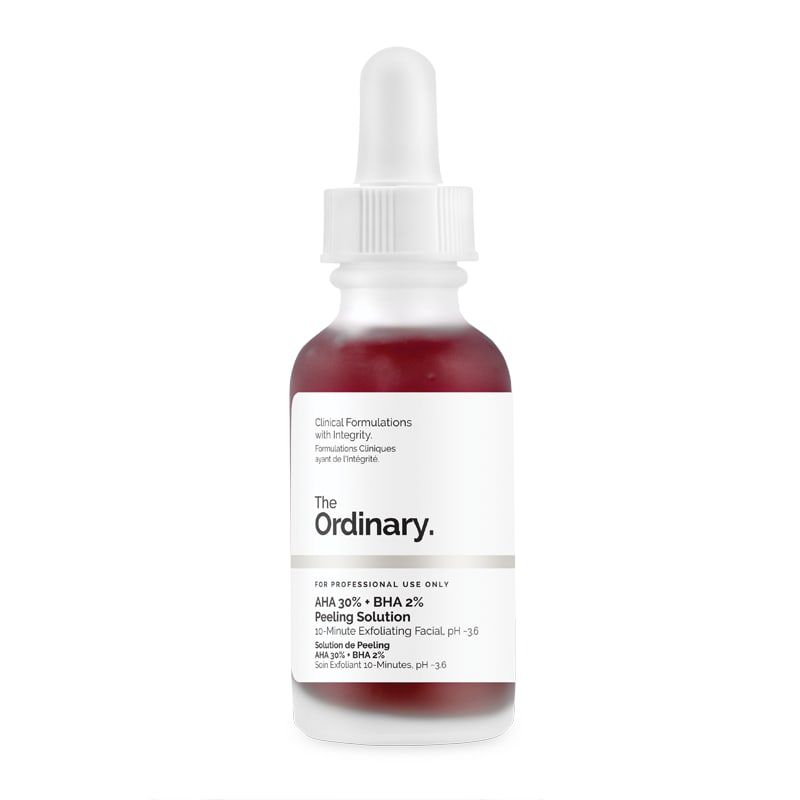 Clinical Formulations
with Integrity.
Formulations Cliniques
ayant de l'Intégrité.
The
Ordinary.
FOR PROFESSIONAL USE ONLY
AHA 30% + BHA 2%
Peeling Solution
10-Minute Exfoliating Facial, pH ~3.6
Solution de Peeling
AHA 30% + BHA 2%
Soin Exfoliant 10-Minutes, pH ~3.6